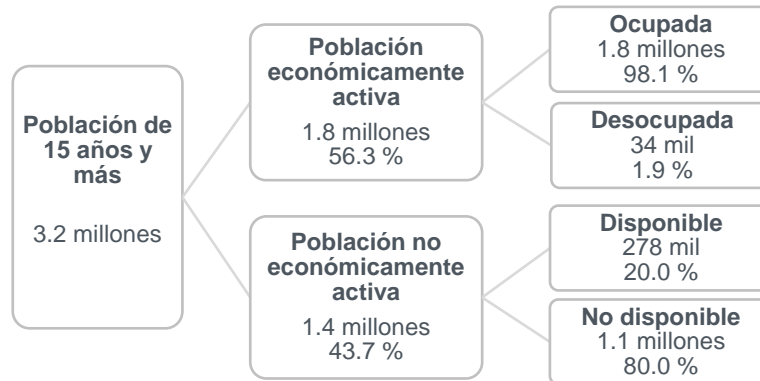 Población de
15 años y
más
3.2 millones
Población
económicamente
activa
1.8 millones
56.3 %
Ocupada
1.8 millones
98.1 %
Desocupada
34 mil
1.9 %
Población no
económicamente
activa
1.4 millones
43.7 %
Disponible
278 mil
20.0 %
No disponible
1.1 millones
80.0 %